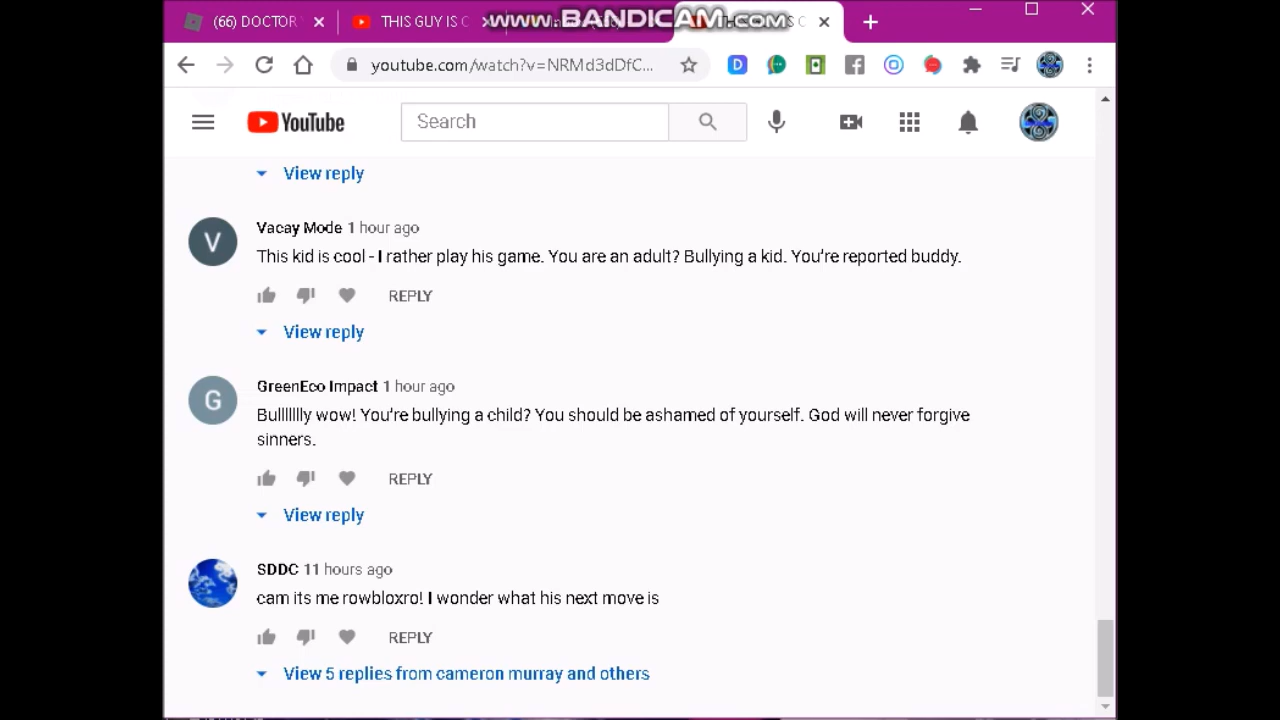 (66) DOCTOR
THIS GUY IS C
www.BANDICAM.com
youtube.com/watch?v=NRMd3dDfC...
YouTube
Search
View reply
V
Vacay Mode 1 hour ago
This kid is cool - I rather play his game. You are an adult? Bullying a kid. You're reported buddy.
REPLY
View reply
G
GreenEco Impact 1 hour ago
Bulllllly wow! You're bullying a child? You should be ashamed of yourself. God will never forgive
sinners.
REPLY
View reply
SDDC 11 hours ago
cam its me rowbloxro! I wonder what his next move is
REPLY
View 5 replies from cameron murray and others